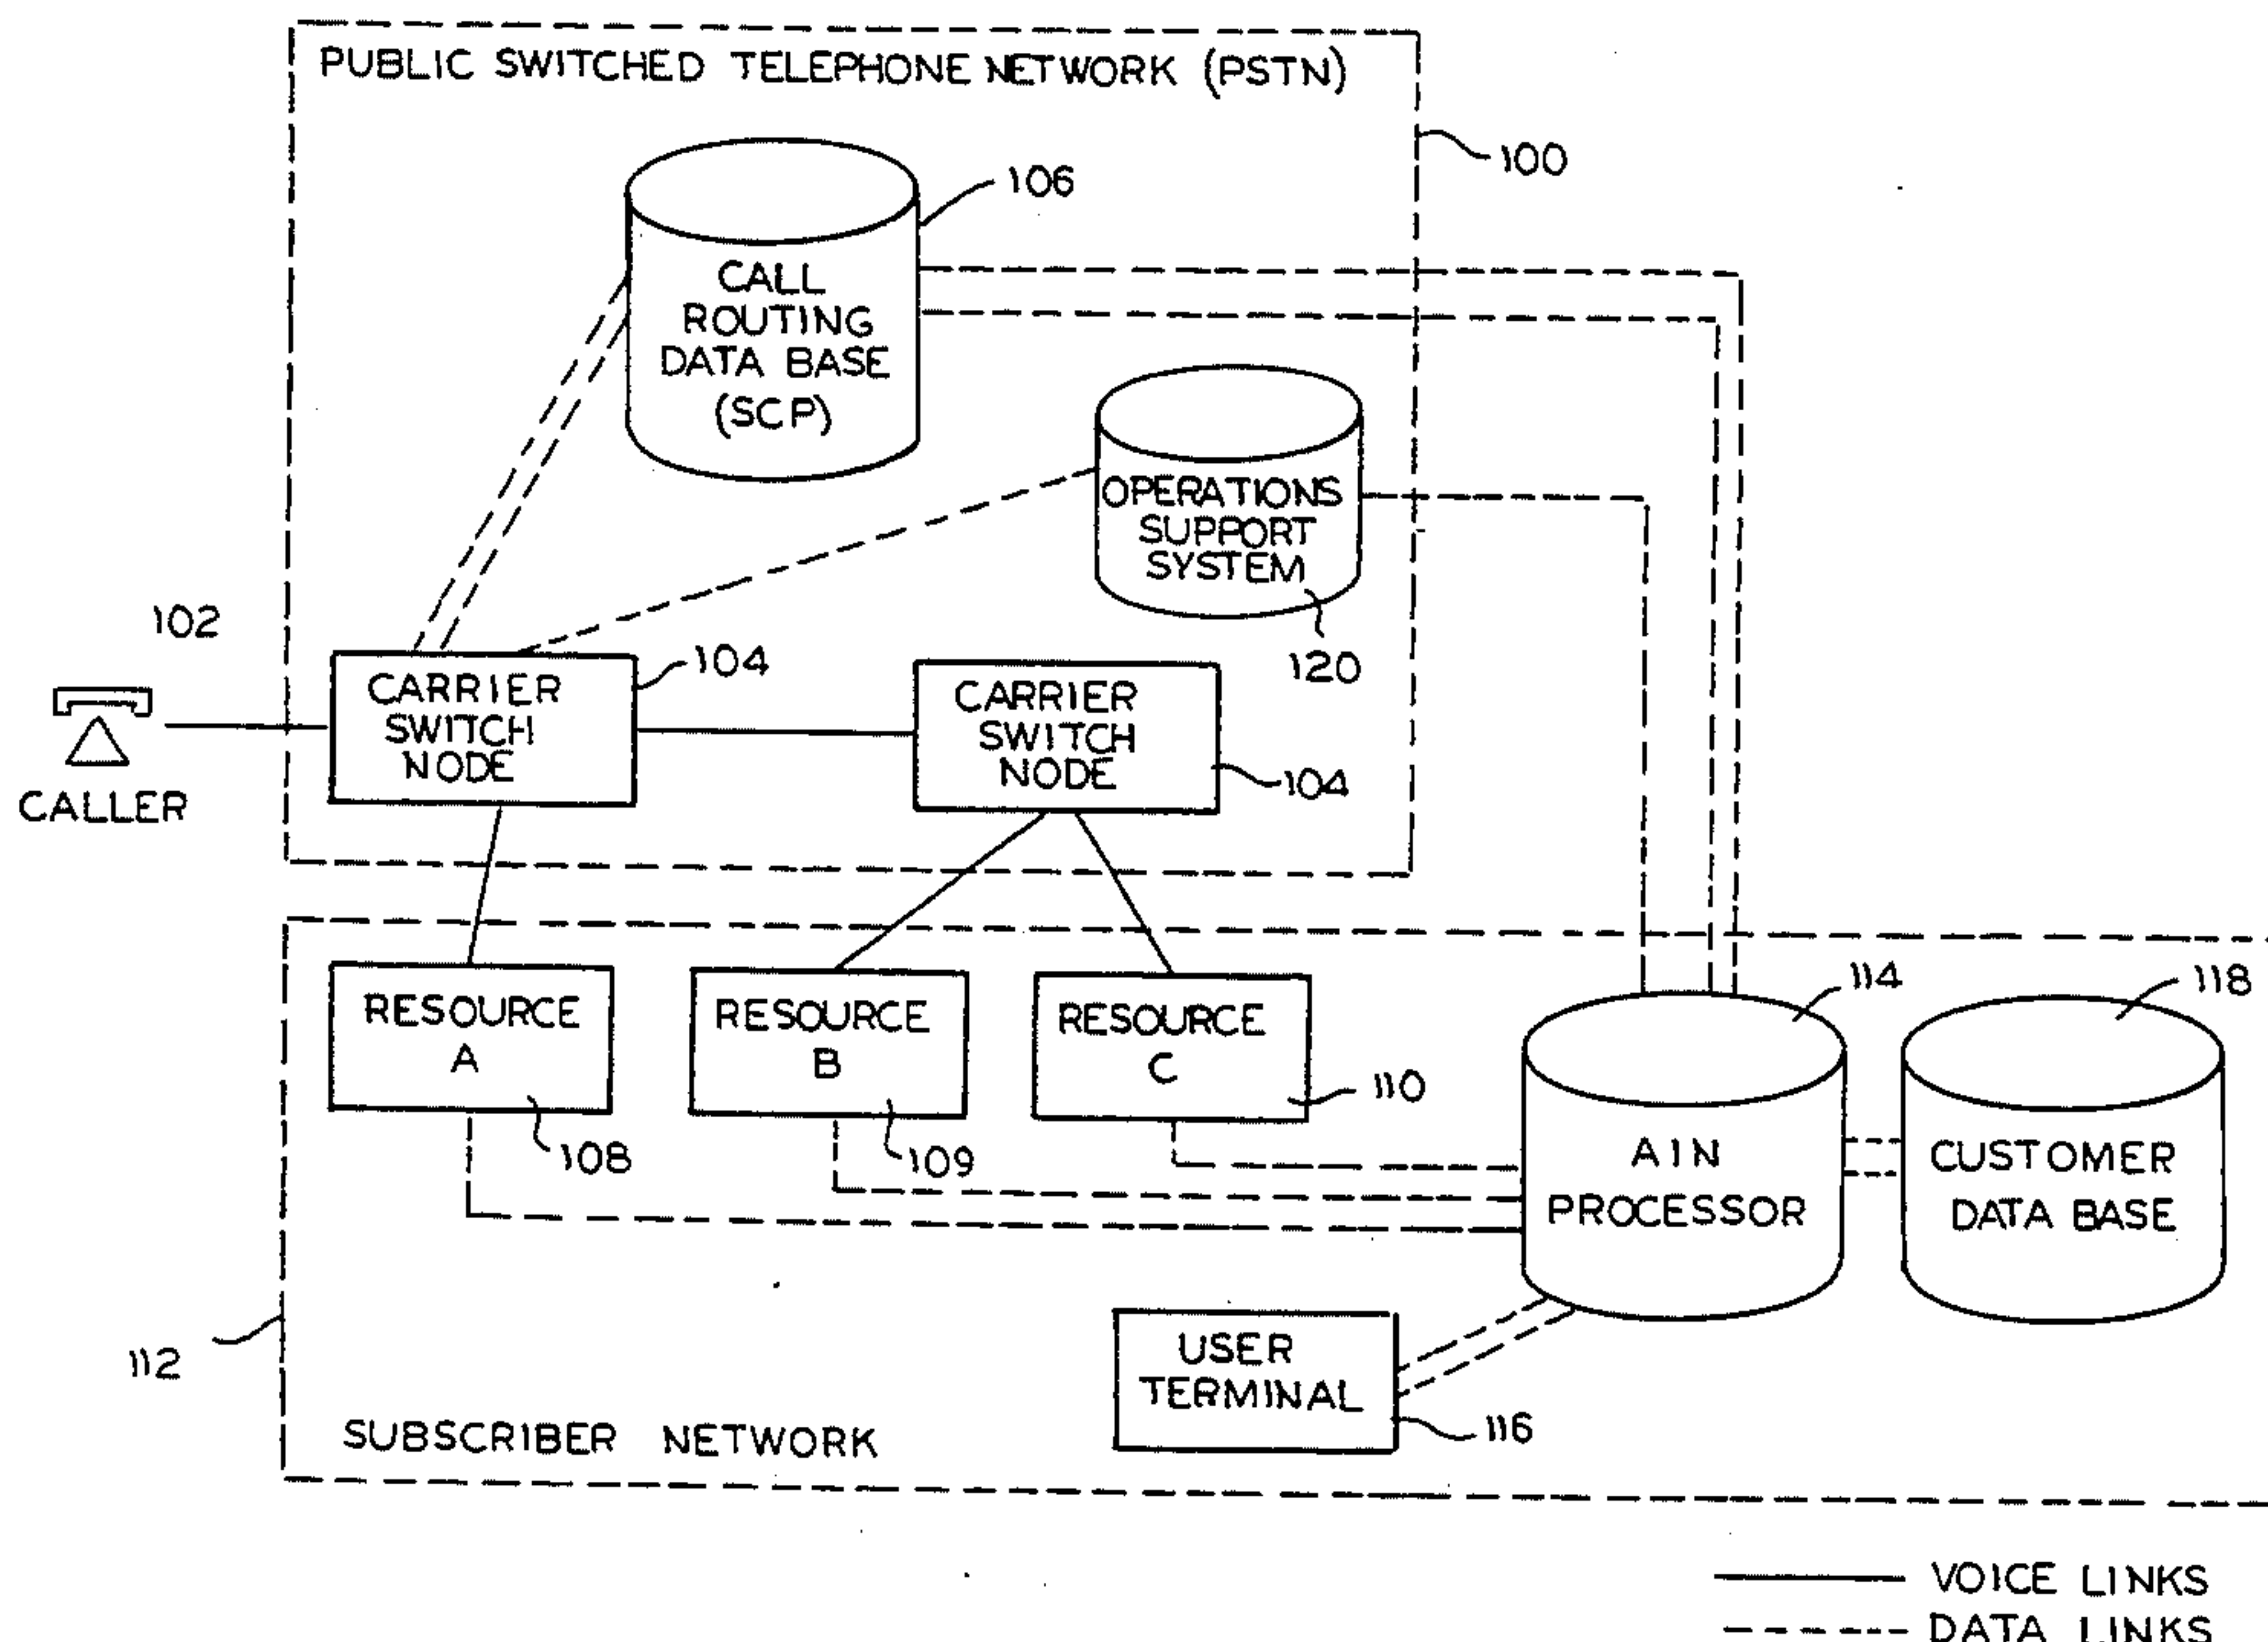 PUBLIC SWITCHED TELEPHONE NETWORK (PSTN)
100
106
CALL
ROUTING
DATA BASE
(SCP)
OPERATIONS
SUPPORT
SYSTEM
120
102
CALLER
CARRIER
SWITCH
NODE
104
CARRIER
SWITCH
NODE
104
RESOURCE
A
108
RESOURCE
B
109
RESOURCE
C
110
114
AIN
PROCESSOR
118
CUSTOMER
DATA BASE
USER
TERMINAL
116
112
SUBSCRIBER NETWORK
VOICE LINKS
DATA LINKS